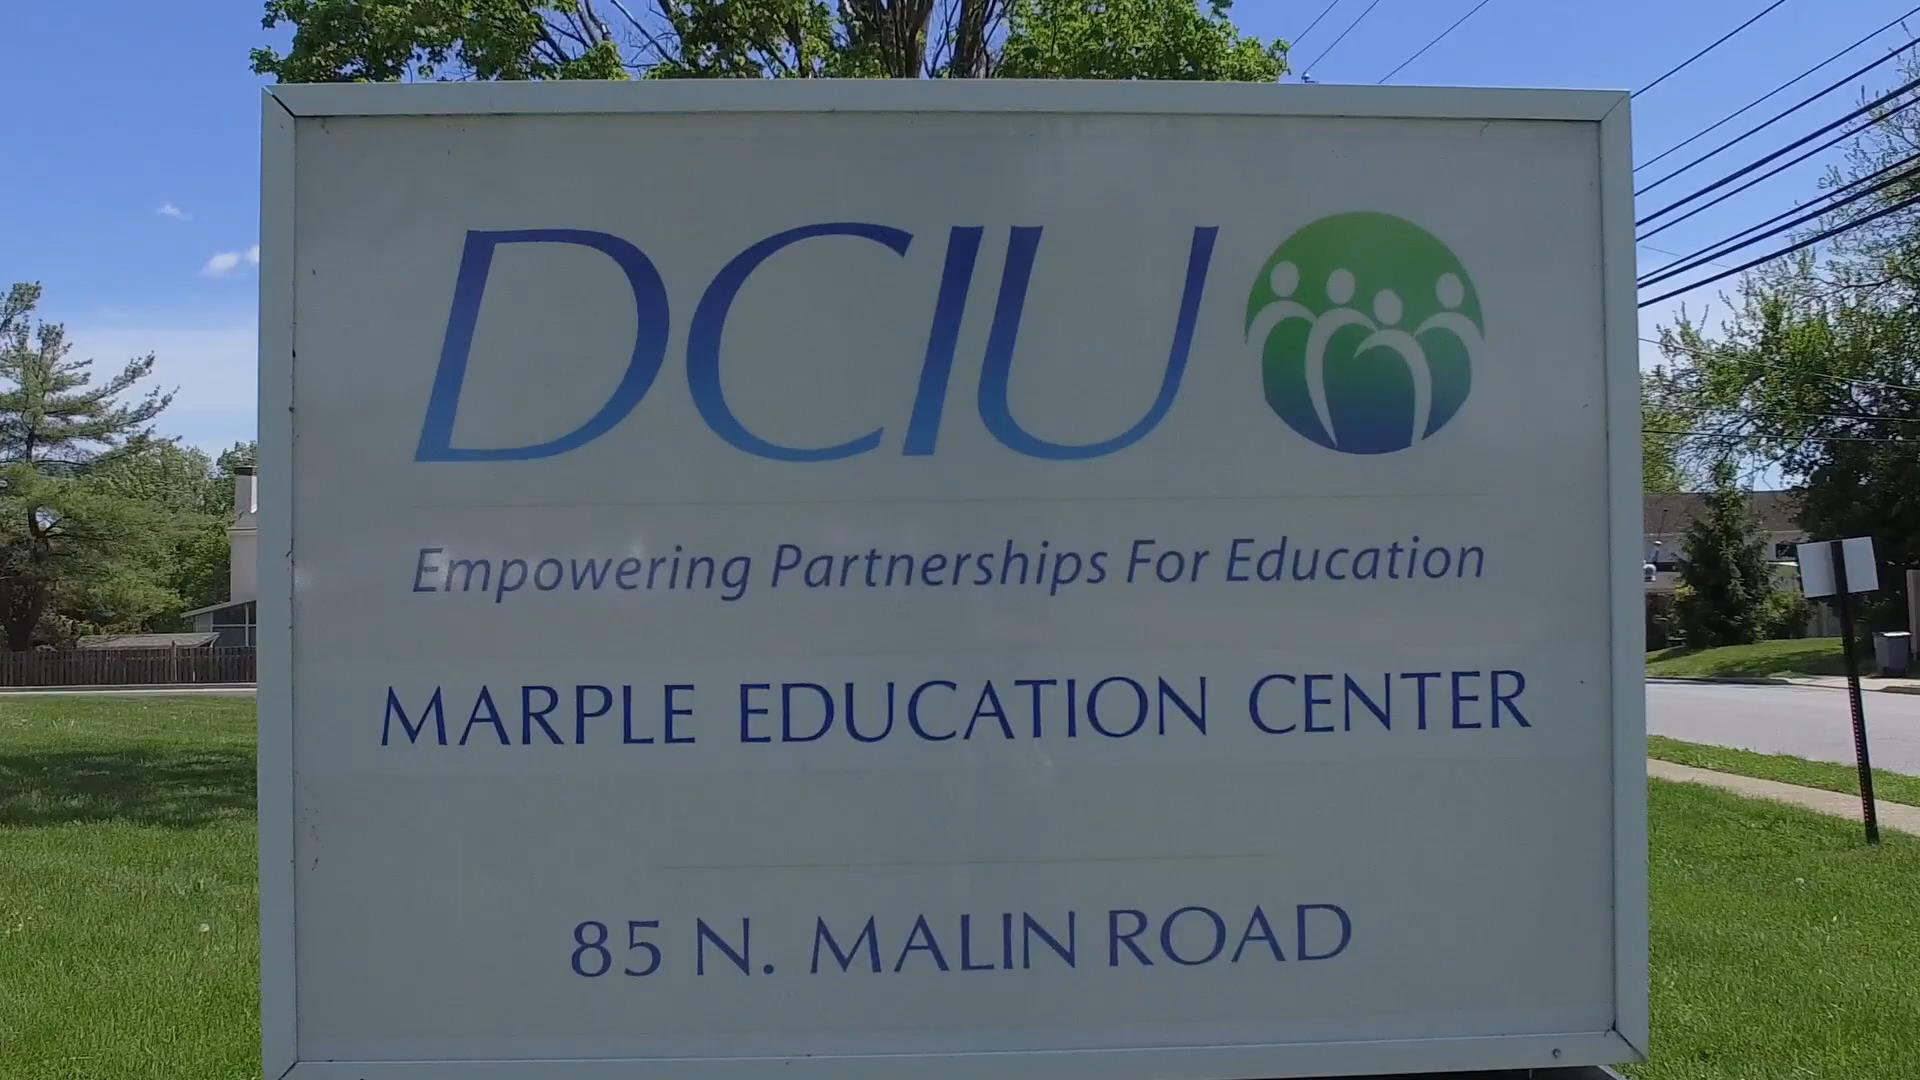 DCIU
Empowering Partnerships For Education
MARPLE EDUCATION CENTER
85 N. MALIN ROAD